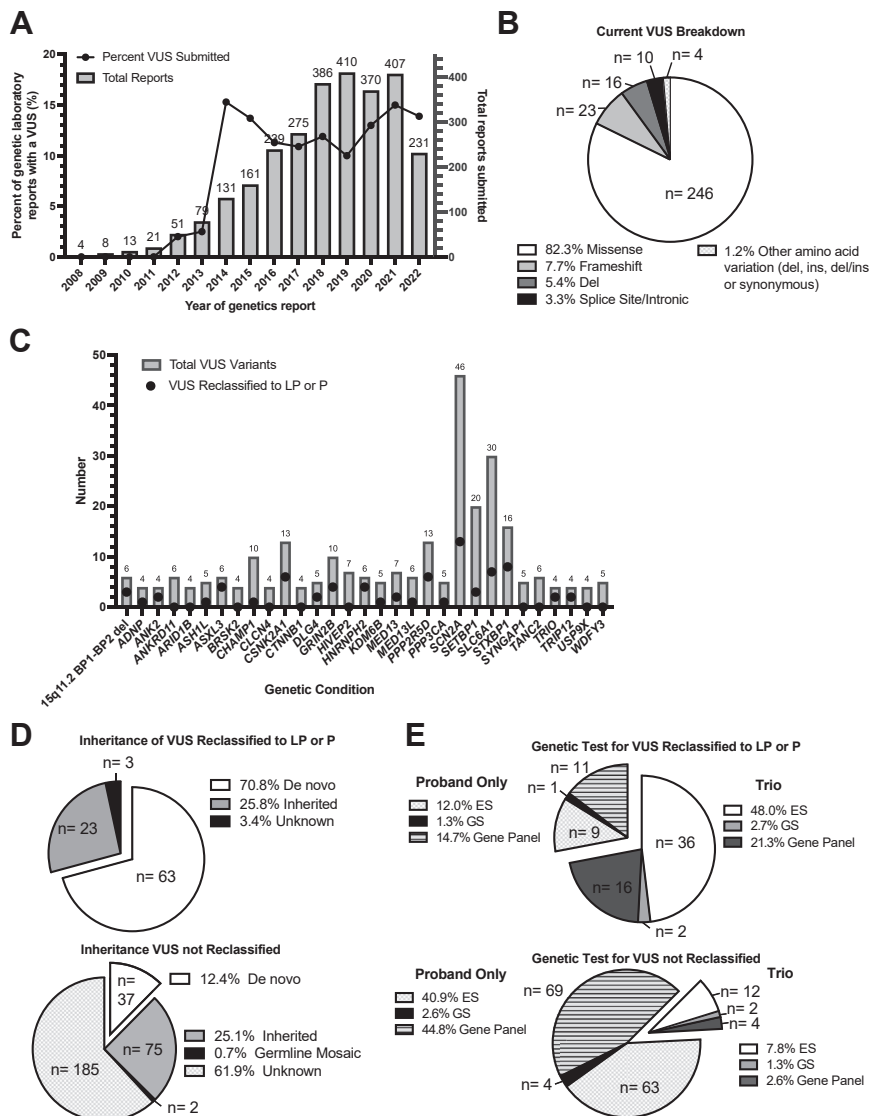 A
Percent VUS Submitted
Total Reports
Percent of genetic laboratory
reports with a VUS (%)
20
15
10
5
0
4
8
13
21
51
79
131
161
239
275
386
410
370
407
231
400
300
200
100
0
Total reports submitted
2008
2009
2010
2011
2012
2013
2014
2015
2016
2017
2018
2019
2020
2021
2022
Year of genetics report
B
Current VUS Breakdown
n= 4
n= 10
n= 16
n= 23
n= 246
82.3% Missense
7.7% Frameshift
5.4% Del
3.3% Splice Site/Intronic
1.2% Other amino acid
variation (del, ins, del/ins
or synonymous)
C
Total VUS Variants
VUS Reclassified to LP or P
Number
50
40
30
20
10
0
6
4
4
6
4
5
6
4
10
4
13
4
5
10
7
6
5
7
6
13
5
46
20
30
16
5
6
4
4
4
5
15q11.2 BP1-BP2 del
ADNP
ANK2
ANKRD11
ARID1B
ASH1L
ASXL3
BRSK2
CHAMP1
CLCN4
CSNK2A1
CTNNB1
DLG4
GRIN2B
HIVEP2
HNRNPH2
KDM6B
MED13
MED13L
PPP2R5D
PPP3CA
SCN2A
SETBP1
SLC6A1
STXBP1
SYNGAP1
TANC2
TRIO
TRIP12
USP9X
WDFY3
Genetic Condition
D
Inheritance of VUS Reclassified to LP or P
n= 3
n= 23
n= 63
70.8% De novo
25.8% Inherited
3.4% Unknown
Inheritance VUS not Reclassified
n=
37
n= 75
n= 185
n= 2
12.4% De novo
25.1% Inherited
0.7% Germline Mosaic
61.9% Unknown
E
Genetic Test for VUS Reclassified to LP or P
Proband Only
12.0% ES
1.3% GS
14.7% Gene Panel
n= 11
n= 1
n= 9
n= 36
n= 16
n= 2
Trio
48.0% ES
2.7% GS
21.3% Gene Panel
Genetic Test for VUS not Reclassified
Proband Only
40.9% ES
2.6% GS
44.8% Gene Panel
n= 69
n= 4
n= 63
n= 12
n= 2
n= 4
Trio
7.8% ES
1.3% GS
2.6% Gene Panel